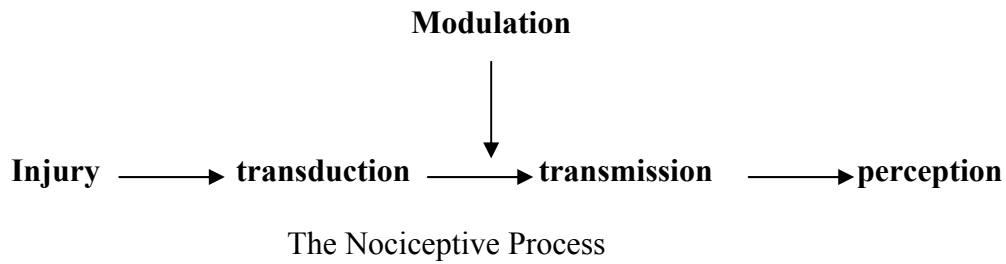 Modulation
Injury transduction transmission perception
The Nociceptive Process